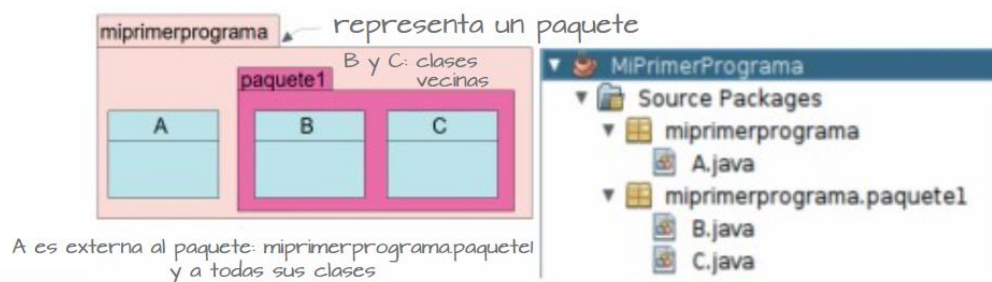 miprimerprograma
representa un paquete
B y C: clases
vecinas
paquete1
A
B
C
A es externa al paquete: miprimerprograma.paquete1
y a todas sus clases
MiPrimerPrograma
Source Packages
miprimerprograma
A.java
miprimerprograma.paquete1
B.java
C.java